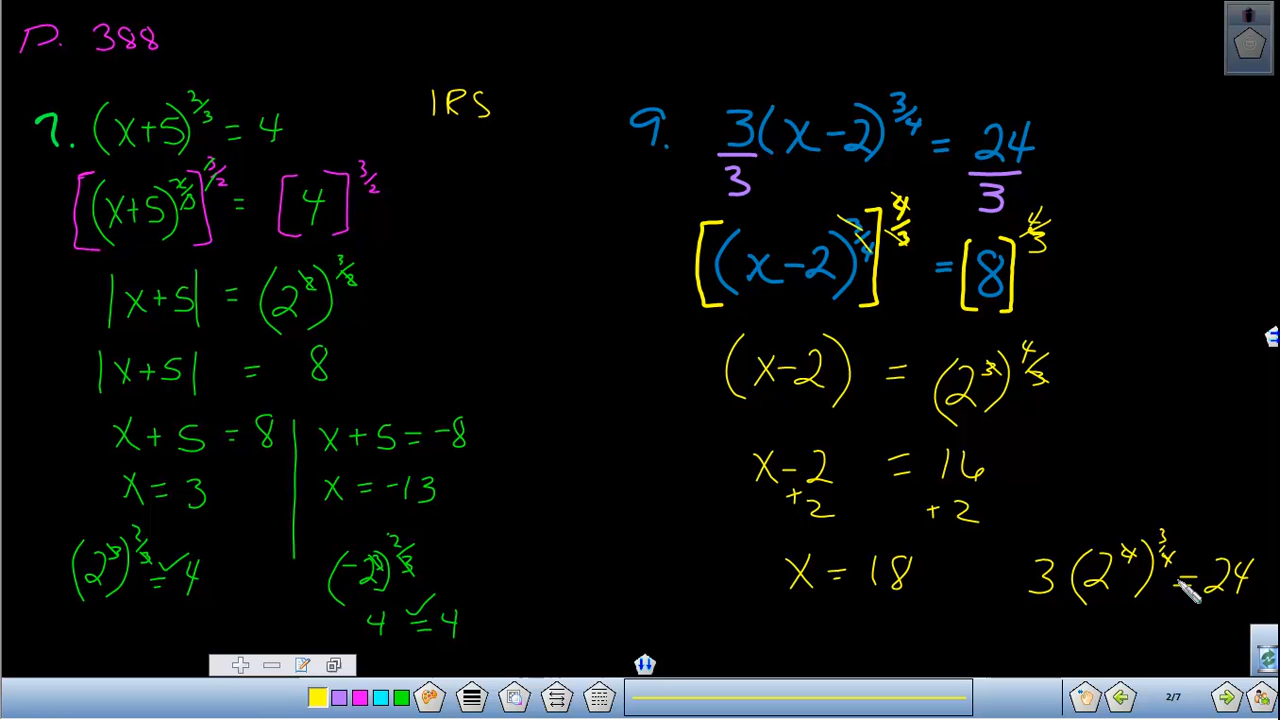 P. 388
IRS
7. (x+5)^(2/3) = 4
[(x+5)^(2/3)]^(3/2) = [4]^(3/2)
|x+5| = (2^8)^(3/8)
|x+5| = 8
x+5 = 8 | x+5 = -8
x = 3 | x = -13
(2^3)^(2/3) = ✓ 4
(-2^3)^(2/3)
4 =✓ 4
9. 3(x-2)^(3/4) = 24
3 3
[(x-2)^(3/4)]^(4/3) = [8]^(4/3)
(x-2) = (2^3)^(4/3)
x-2 = 16
+2 +2
x = 18
3(2^4)^(3/4) = 24
2/7